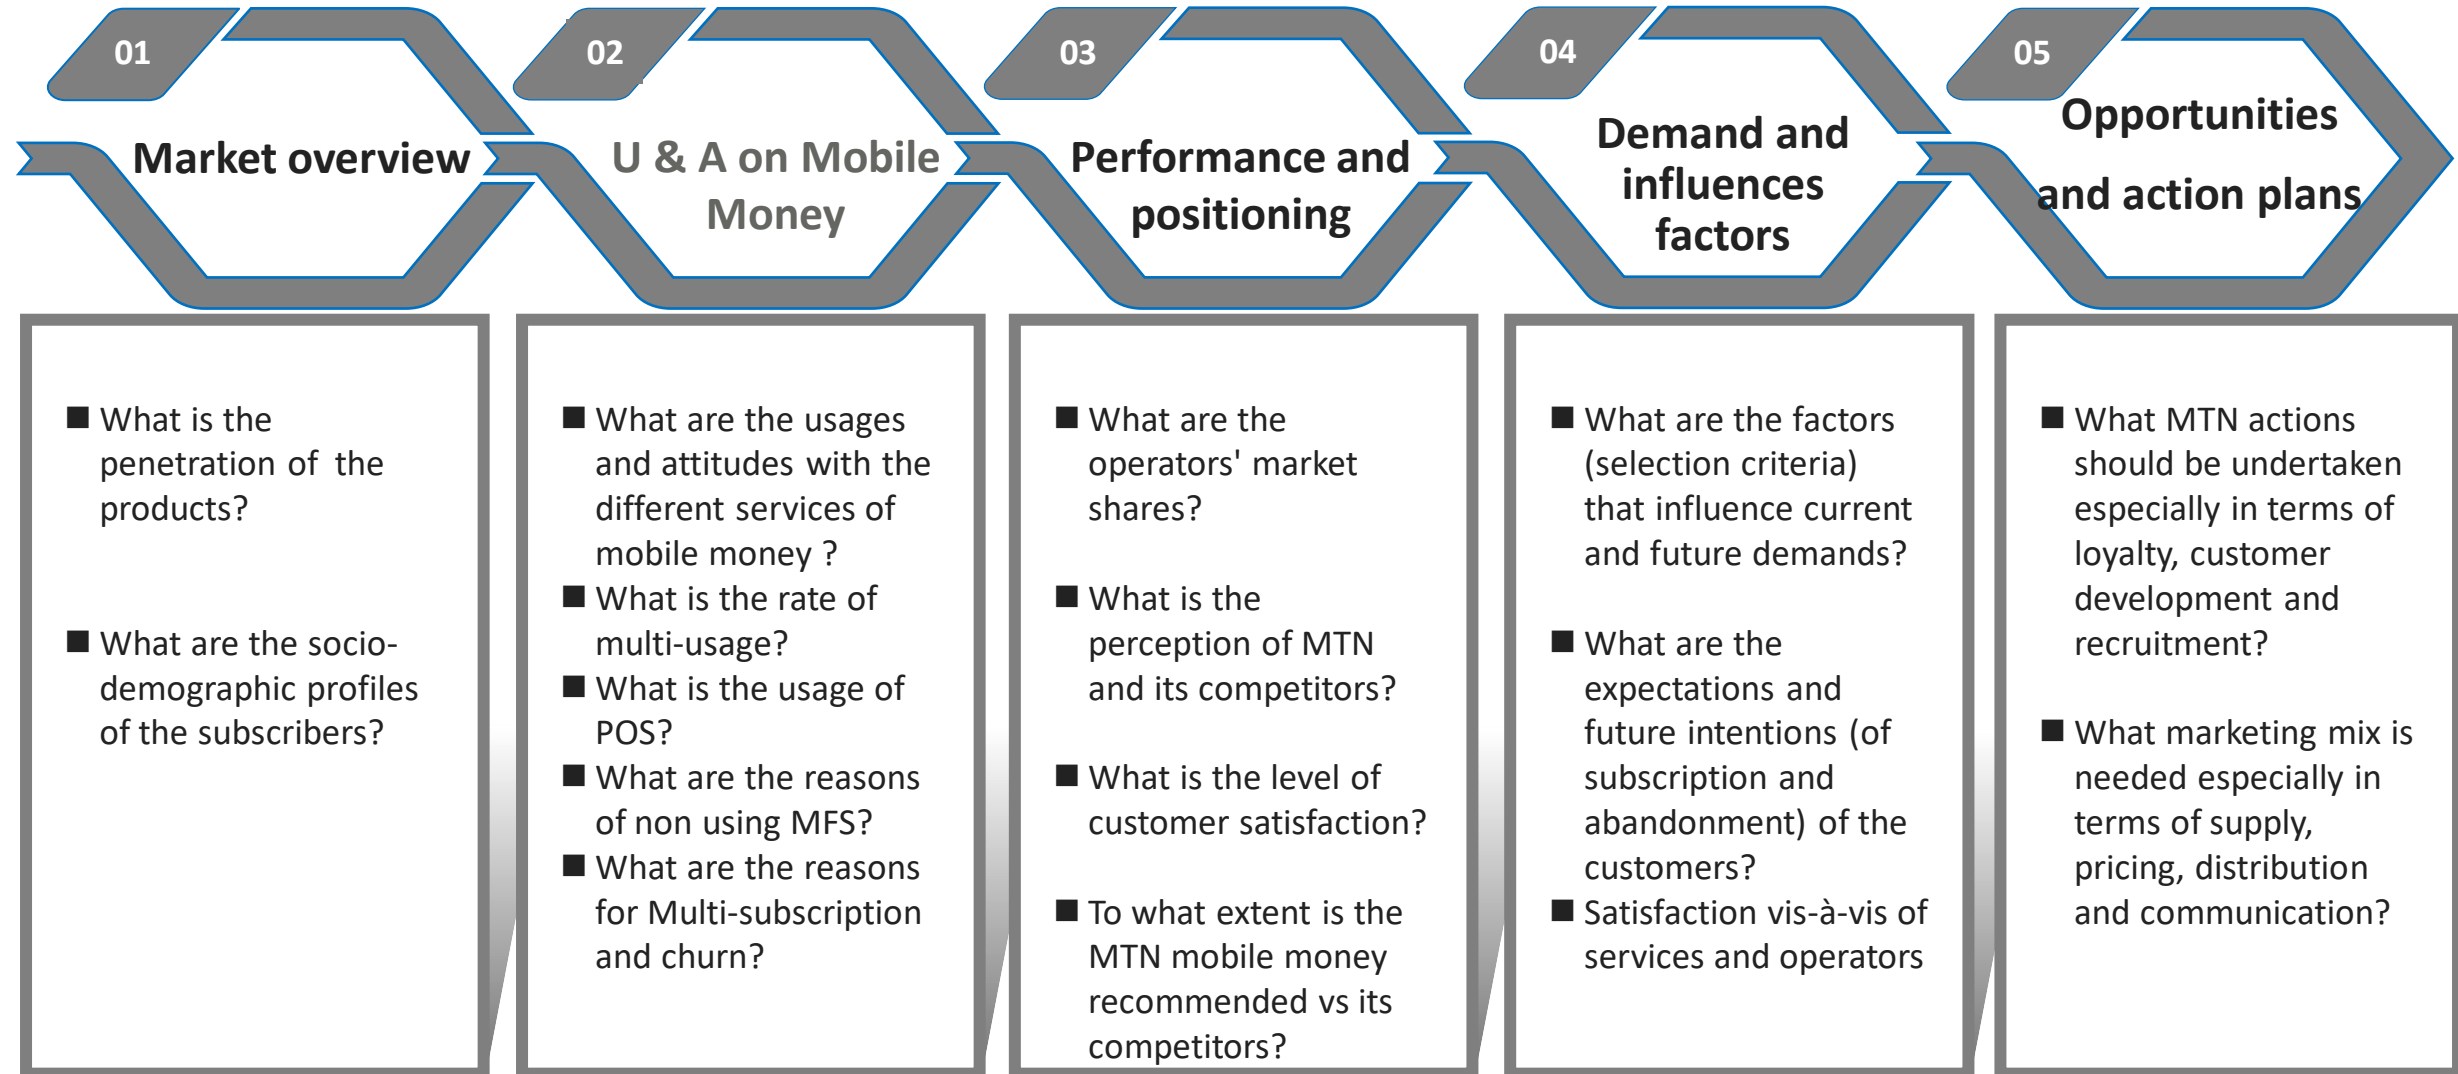 01
Market overview
02
U & A on Mobile
Money
03
Performance and
positioning
04
Demand and
influences
factors
05
Opportunities
and action plans
■ What is the
penetration of the
products?
■ What are the socio-
demographic profiles
of the subscribers?
■ What are the usages
and attitudes with the
different services of
mobile money ?
■ What is the rate of
multi-usage?
■ What is the usage of
POS?
■ What are the reasons
of non using MFS?
■ What are the reasons
for Multi-subscription
and churn?
■ What are the
operators' market
shares?
■ What is the
perception of MTN
and its competitors?
■ What is the level of
customer satisfaction?
■ To what extent is the
MTN mobile money
recommended vs its
competitors?
■ What are the factors
(selection criteria)
that influence current
and future demands?
■ What are the
expectations and
future intentions (of
subscription and
abandonment) of the
customers?
■ Satisfaction vis-à-vis of
services and operators
■ What MTN actions
should be undertaken
especially in terms of
loyalty, customer
development and
recruitment?
■ What marketing mix is
needed especially in
terms of supply,
pricing, distribution
and communication?